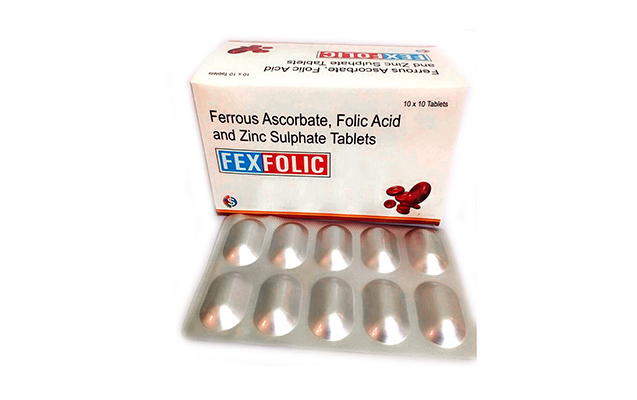 FEXFOLIC
Ferrous Ascorbate, Folic Acid
and Zinc Sulphate Tablets
10 x 10 Tablets
10 x 10 Tablets
Ferrous Ascorbate, Folic Acid
and Zinc Sulphate Tablets
FEXFOLIC
S